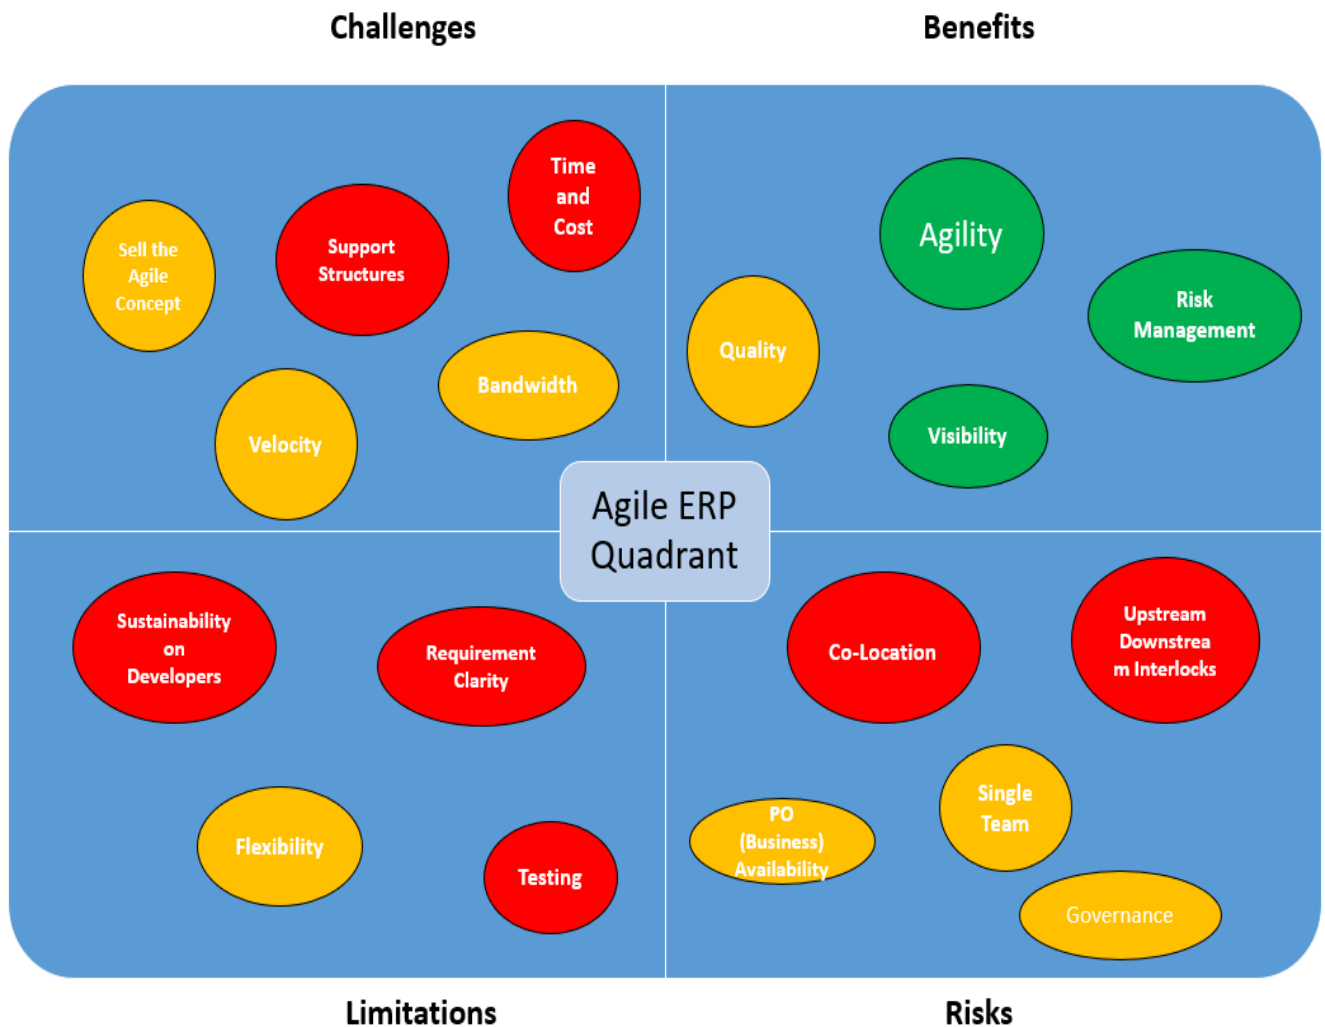 Challenges
Benefits
Time
and
Cost
Support
Structures
Sell the
Agile
Concept
Bandwidth
Velocity
Agility
Risk
Management
Quality
Visibility
Agile ERP
Quadrant
Sustainability
on
Developers
Requirement
Clarity
Flexibility
Testing
Co-Location
Upstream
Downstrea
m Interlocks
Single
Team
PO
(Business)
Availability
Governance
Limitations
Risks